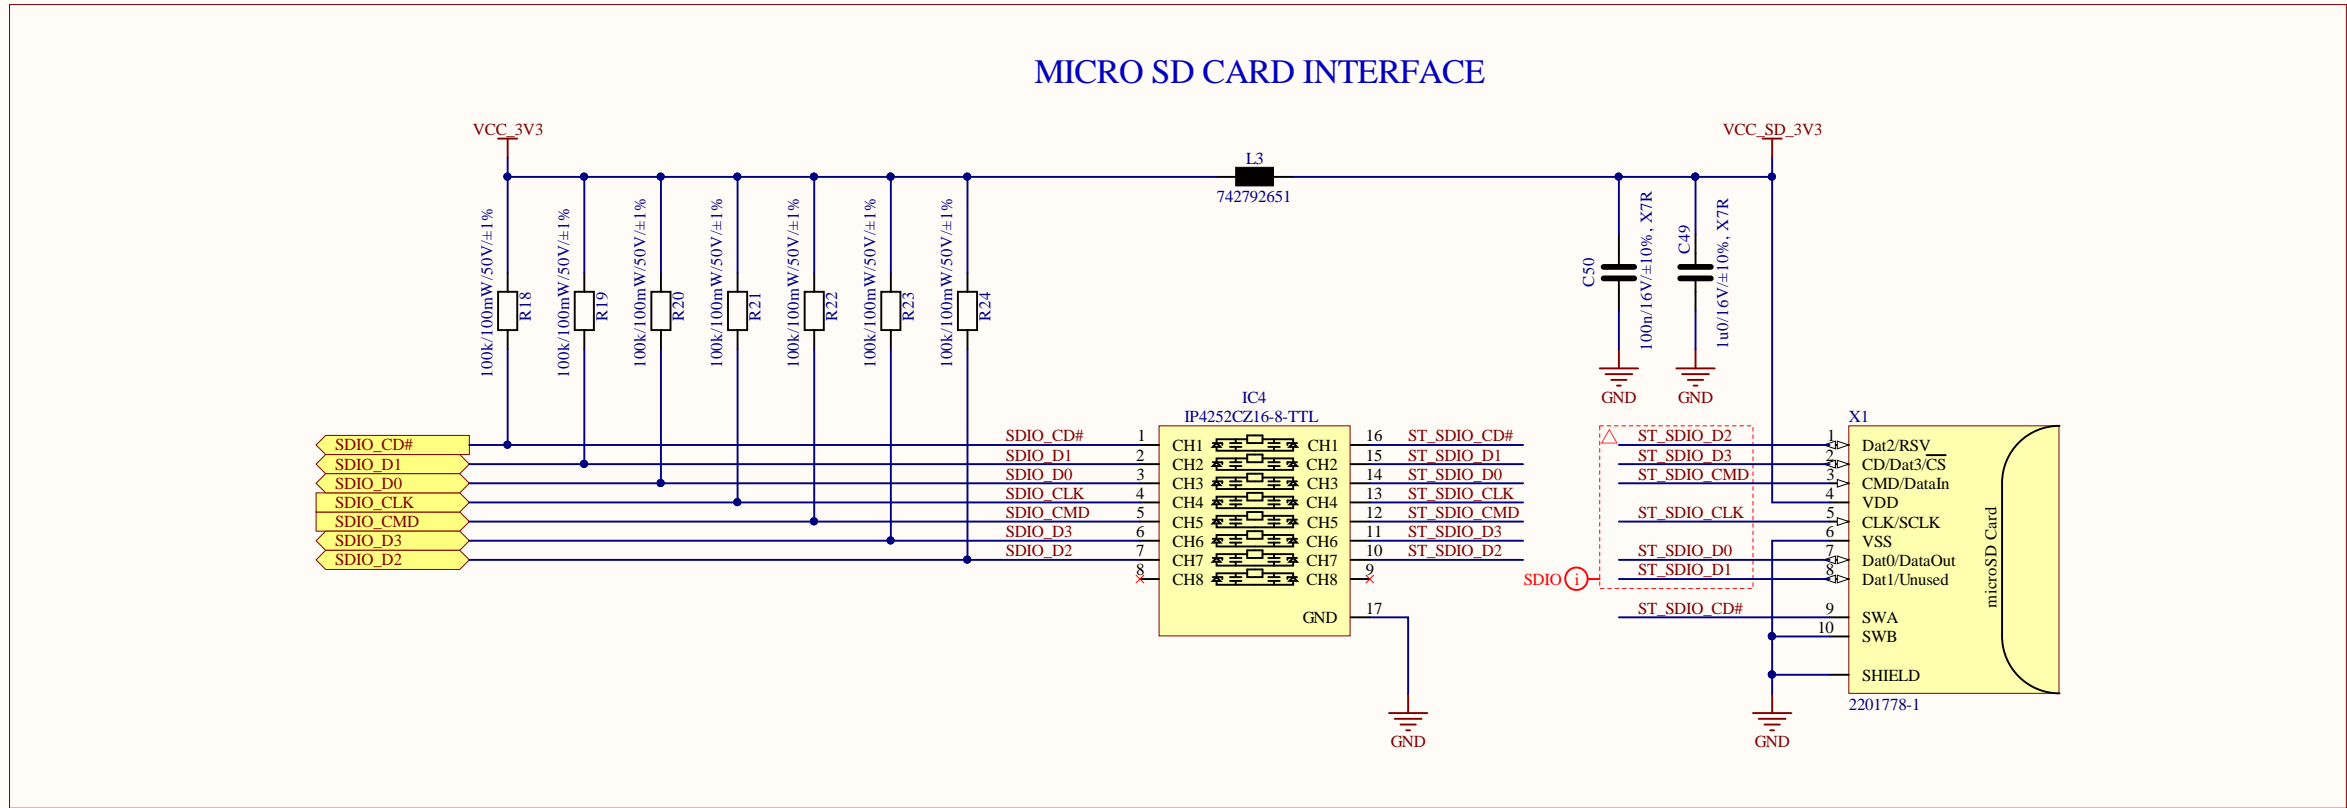 MICRO SD CARD INTERFACE
VCC_3V3
VCC_SD_3V3
L3
742792651
100k/100mW/50V/±1%
R18
100k/100mW/50V/±1%
R19
100k/100mW/50V/±1%
R20
100k/100mW/50V/±1%
R21
100k/100mW/50V/±1%
R22
100k/100mW/50V/±1%
R23
100k/100mW/50V/±1%
R24
C50
100n/16V/±10%, X7R
C49
1u0/16V/±10%, X7R
GND
GND
SDIO_CD#
SDIO_D1
SDIO_D0
SDIO_CLK
SDIO_CMD
SDIO_D3
SDIO_D2
IC4
IP4252CZ16-8-TTL
SDIO_CD# 1 CH1 CH1 16 ST_SDIO_CD#
SDIO_D1 2 CH2 CH2 15 ST_SDIO_D1
SDIO_D0 3 CH3 CH3 14 ST_SDIO_D0
SDIO_CLK 4 CH4 CH4 13 ST_SDIO_CLK
SDIO_CMD 5 CH5 CH5 12 ST_SDIO_CMD
SDIO_D3 6 CH6 CH6 11 ST_SDIO_D3
SDIO_D2 7 CH7 CH7 10 ST_SDIO_D2
8 CH8 CH8 9
GND 17
GND
X1
ST_SDIO_D2 1 Dat2/RSV
ST_SDIO_D3 2 CD/Dat3/CS
ST_SDIO_CMD 3 CMD/DataIn
4 VDD
ST_SDIO_CLK 5 CLK/SCLK
6 VSS
ST_SDIO_D0 7 Dat0/DataOut
SDIO i ST_SDIO_D1 8 Dat1/Unused
ST_SDIO_CD# 9 SWA
10 SWB
SHIELD
microSD Card
2201778-1
GND